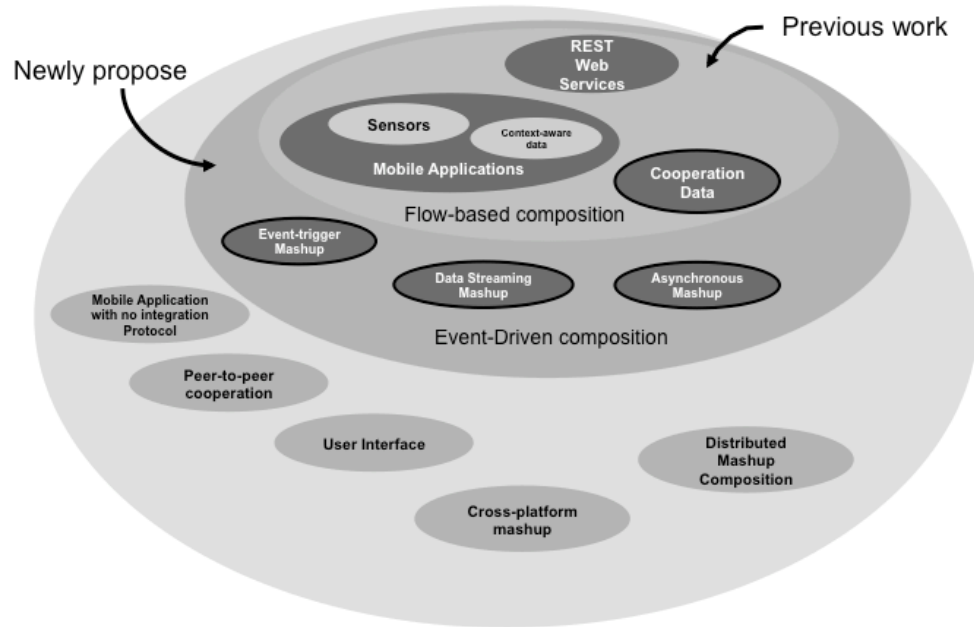 Previous work
Newly propose
REST
Web
Services
Sensors
Context-aware
data
Mobile Applications
Cooperation
Data
Flow-based composition
Event-trigger
Mashup
Data Streaming
Mashup
Asynchronous
Mashup
Mobile Application
with no integration
Protocol
Event-Driven composition
Peer-to-peer
cooperation
User Interface
Distributed
Mashup
Composition
Cross-platform
mashup